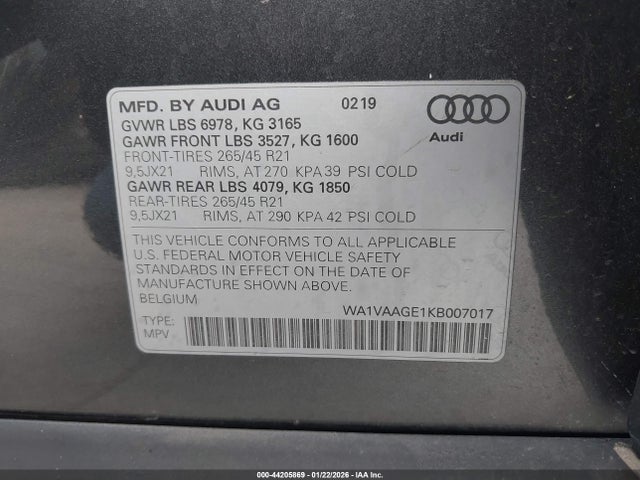 MFD. BY AUDI AG 0219
GVWR LBS 6978, KG 3165
GAWR FRONT LBS 3527, KG 1600
FRONT-TIRES 265/45 R21
9,5JX21 RIMS, AT 270 KPA 39 PSI COLD
GAWR REAR LBS 4079, KG 1850
REAR-TIRES 265/45 R21
9,5JX21 RIMS, AT 290 KPA 42 PSI COLD
Audi
THIS VEHICLE CONFORMS TO ALL APPLICABLE
U.S. FEDERAL MOTOR VEHICLE SAFETY
STANDARDS IN EFFECT ON THE DATE OF
MANUFACTURE SHOWN ABOVE.
BELGIUM
WA1VAAGE1KB007017
TYPE:
MPV
000-44205869 - 01/22/2026 - IAA Inc.